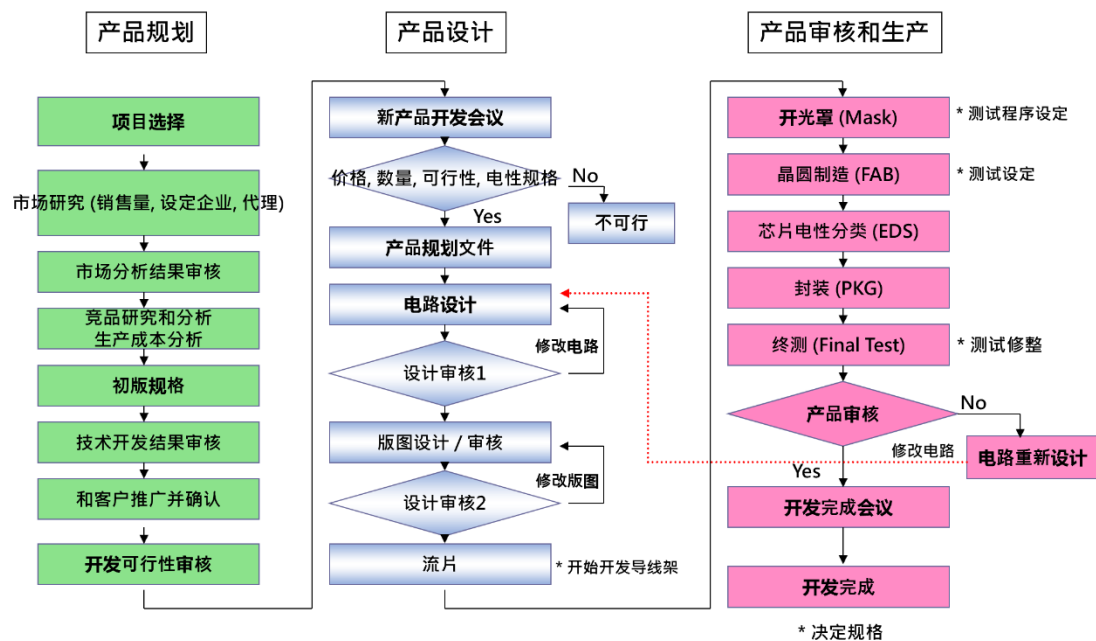 产品规划
项目选择
市场研究 (销售量, 设定企业, 代理)
市场分析结果审核
竞品研究和分析
生产成本分析
初版规格
技术开发结果审核
和客户推广并确认
开发可行性审核
产品设计
新产品开发会议
价格, 数量, 可行性, 电性规格
No
不可行
Yes
产品规划文件
电路设计
修改电路
设计审核1
版图设计 / 审核
修改版图
设计审核2
流片
* 开始开发导线架
产品审核和生产
开光罩 (Mask)
* 测试程序设定
晶圆制造 (FAB)
* 测试设定
芯片电性分类 (EDS)
封装 (PKG)
终测 (Final Test)
* 测试修整
产品审核
No
修改电路
电路重新设计
Yes
开发完成会议
开发完成
* 决定规格